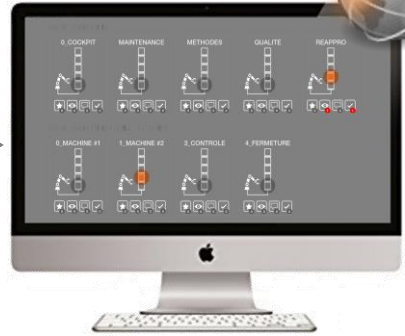 0_COCKPIT MAINTENANCE METHODES QUALITE REAPPRO
0_MACHINE #1 1_MACHINE #2 3_CONTROLE 4_FERMETURE